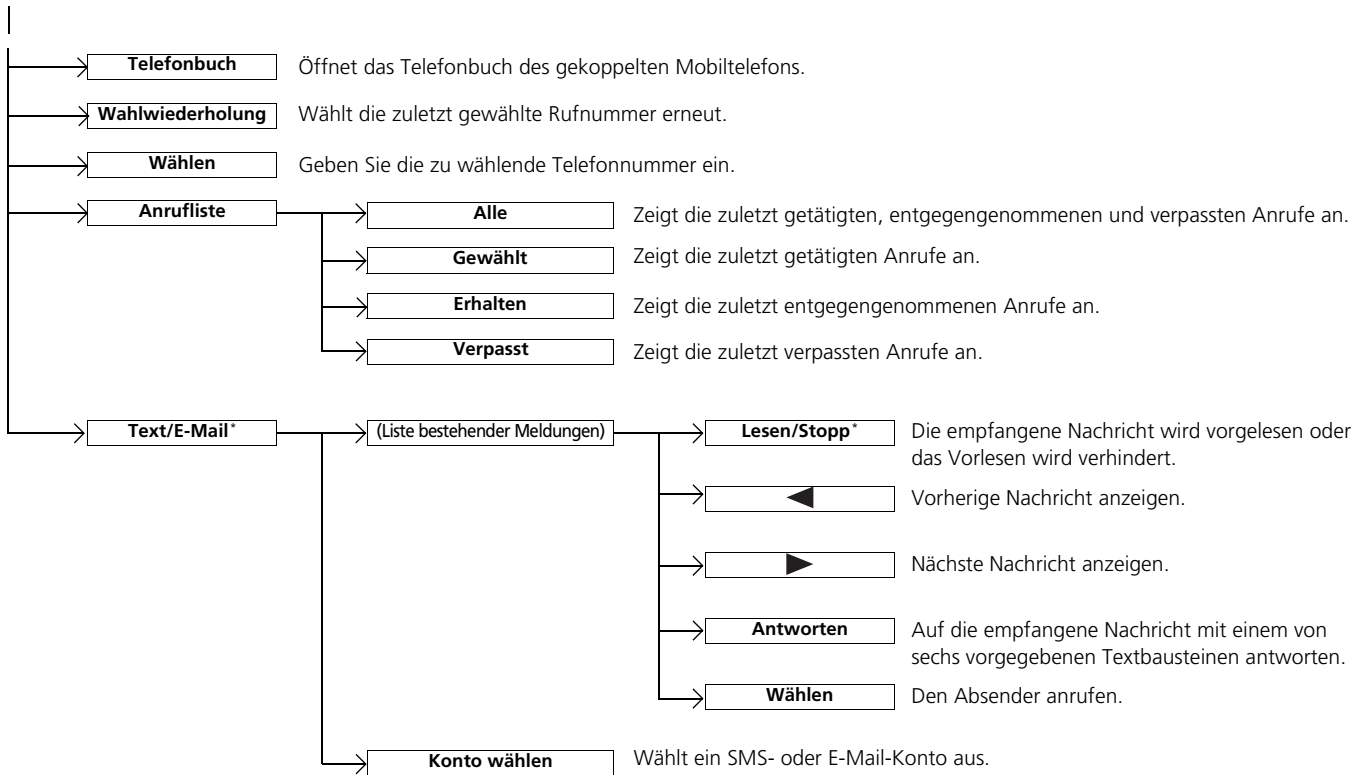 Telefonbuch Öffnet das Telefonbuch des gekoppelten Mobiltelefons.
Wahlwiederholung Wählt die zuletzt gewählte Rufnummer erneut.
Wählen Geben Sie die zu wählende Telefonnummer ein.
Anrufliste Alle Zeigt die zuletzt getätigten, entgegengenommenen und verpassten Anrufe an.
Gewählt Zeigt die zuletzt getätigten Anrufe an.
Erhalten Zeigt die zuletzt entgegengenommenen Anrufe an.
Verpasst Zeigt die zuletzt verpassten Anrufe an.
Text/E-Mail* (Liste bestehender Meldungen) Lesen/Stopp* Die empfangene Nachricht wird vorgelesen oder
das Vorlesen wird verhindert.
Vorherige Nachricht anzeigen.
Nächste Nachricht anzeigen.
Antworten Auf die empfangene Nachricht mit einem von
sechs vorgegebenen Textbausteinen antworten.
Wählen Den Absender anrufen.
Konto wählen Wählt ein SMS- oder E-Mail-Konto aus.